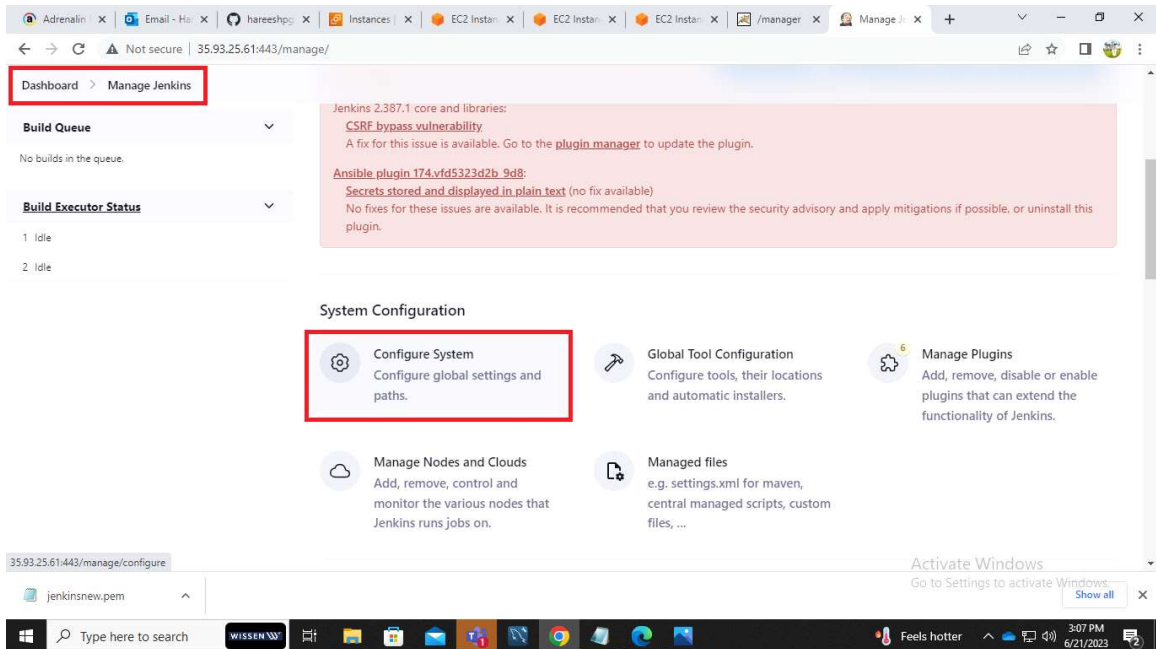 Adrenalin
Email - Ha
hareeshpg
Instances |
EC2 Instan
EC2 Instan
EC2 Instan
/manager
Manage J
Not secure | 35.93.25.61:443/manage/
Dashboard > Manage Jenkins
Build Queue
No builds in the queue.
Build Executor Status
1 Idle
2 Idle
Jenkins 2.387.1 core and libraries:
CSRF bypass vulnerability
A fix for this issue is available. Go to the plugin manager to update the plugin.
Ansible plugin 174.vfd5323d2b_9d8:
Secrets stored and displayed in plain text (no fix available)
No fixes for these issues are available. It is recommended that you review the security advisory and apply mitigations if possible, or uninstall this
plugin.
System Configuration
Configure System
Configure global settings and
paths.
Global Tool Configuration
Configure tools, their locations
and automatic installers.
6
Manage Plugins
Add, remove, disable or enable
plugins that can extend the
functionality of Jenkins.
Manage Nodes and Clouds
Add, remove, control and
monitor the various nodes that
Jenkins runs jobs on.
Managed files
e.g. settings.xml for maven,
central managed scripts, custom
files, ...
35.93.25.61:443/manage/configure
Activate Windows
Go to Settings to activate Windows.
jenkinsnew.pem
Show all
Type here to search
WISSEN
Feels hotter
3:07 PM
6/21/2023
2